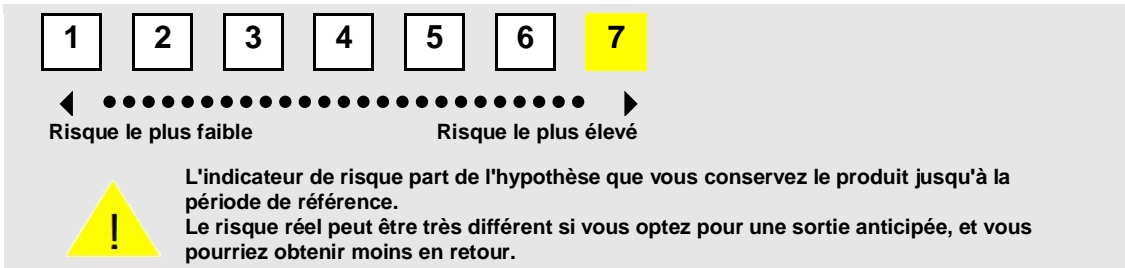 1 2 3 4 5 6 7
Risque le plus faible Risque le plus élevé
L'indicateur de risque part de l'hypothèse que vous conservez le produit jusqu'à la
période de référence.
Le risque réel peut être très différent si vous optez pour une sortie anticipée, et vous
pourriez obtenir moins en retour.
!